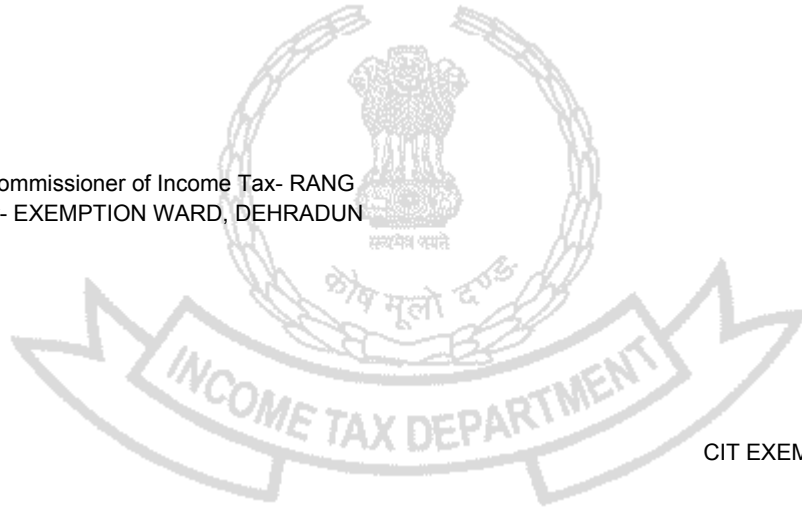 ommissioner of Income Tax- RANG
- EXEMPTION WARD, DEHRADUN
सत्यमेव जयते
कोष मूलो दण्ड:
INCOME TAX DEPARTMENT
CIT EXEM